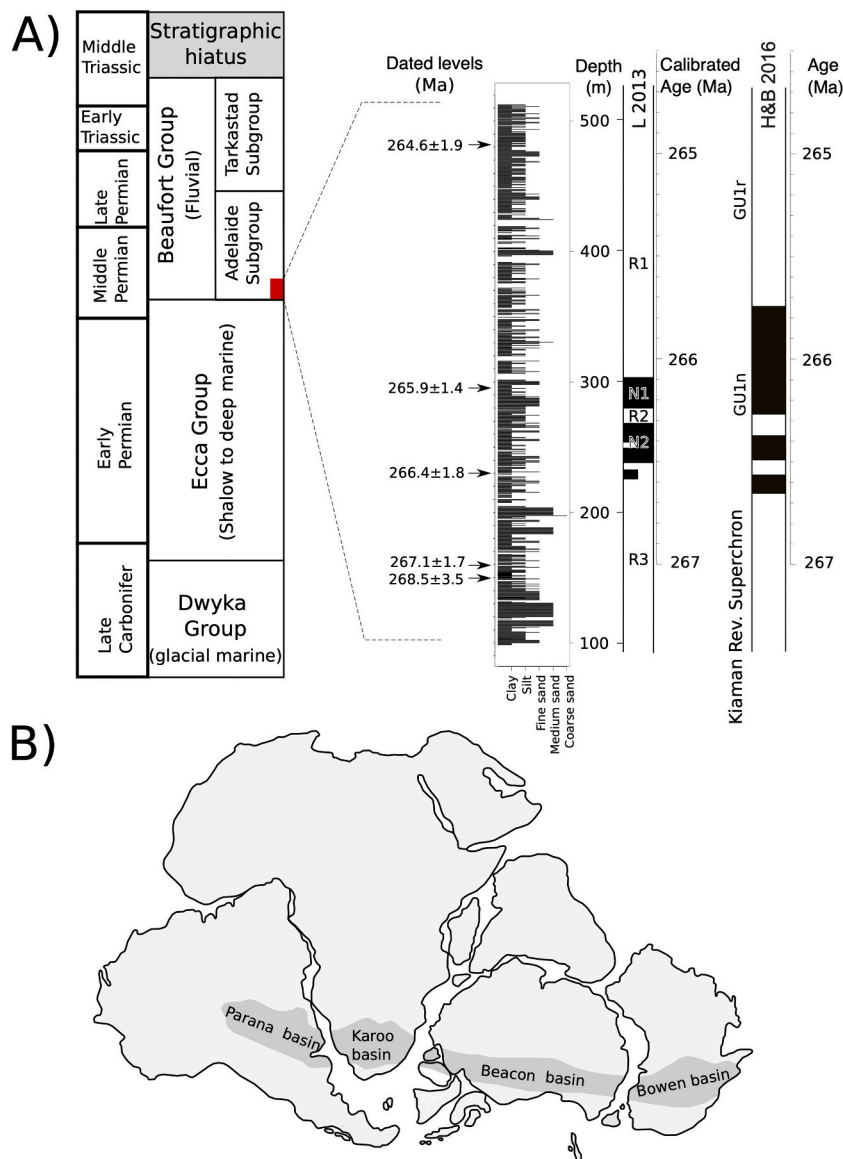 A)
Middle
Triassic
Early
Triassic
Late
Permian
Middle
Permian
Early
Permian
Late
Carbonifer
Stratigraphic
hiatus
Beaufort Group
(Fluvial)
Tarkastad
Subgroup
Adelaide
Subgroup
Ecca Group
(Shalow to deep marine)
Dwyka
Group
(glacial marine)
Dated levels
(Ma)
264.6±1.9
265.9±1.4
266.4±1.8
267.1±1.7
268.5±3.5
Clay
Silt
Fine sand
Medium sand
Coarse sand
Depth
(m)
500
400
300
200
100
L 2013
R1
N1
R2
N2
R3
Calibrated
Age (Ma)
265
266
267
H&B 2016
GU1r
GU1n
Kiaman Rev. Superchron
Age
(Ma)
265
266
267
B)
Parana basin
Karoo
basin
Beacon basin
Bowen basin